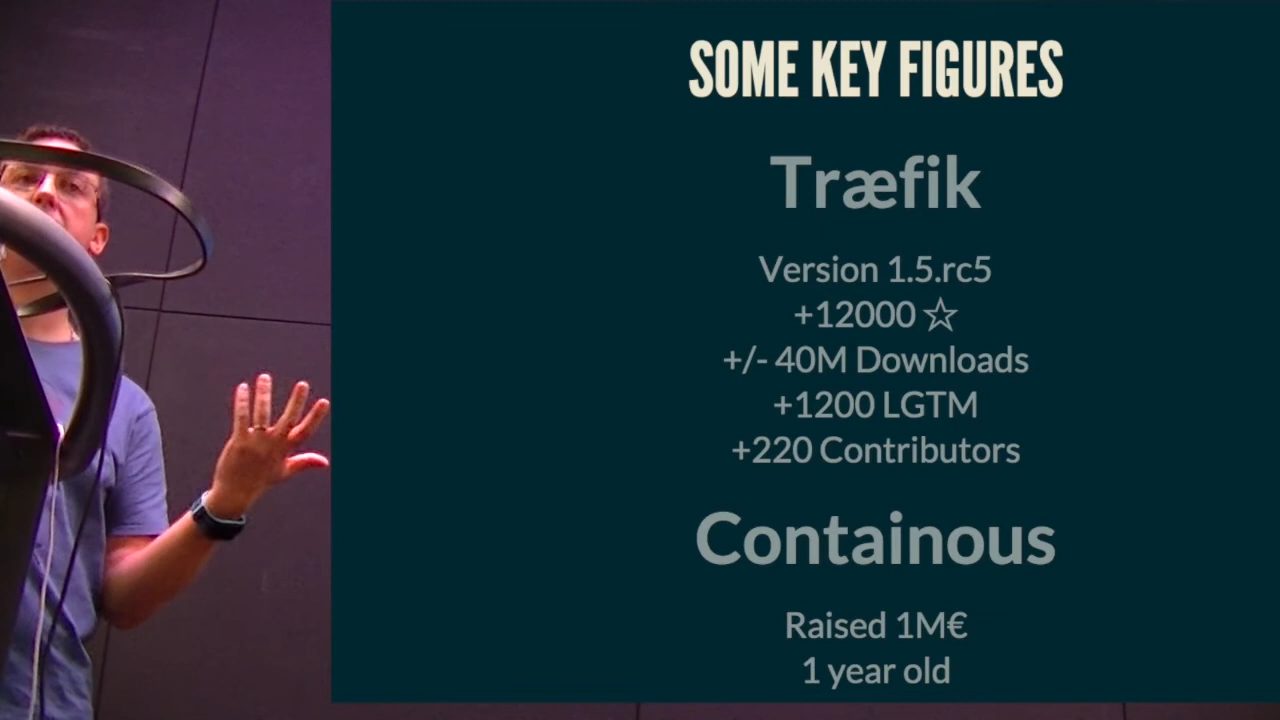 SOME KEY FIGURES
Træfik
Version 1.5.rc5
+12000 ☆
+/- 40M Downloads
+1200 LGTM
+220 Contributors
Containous
Raised 1M€
1 year old